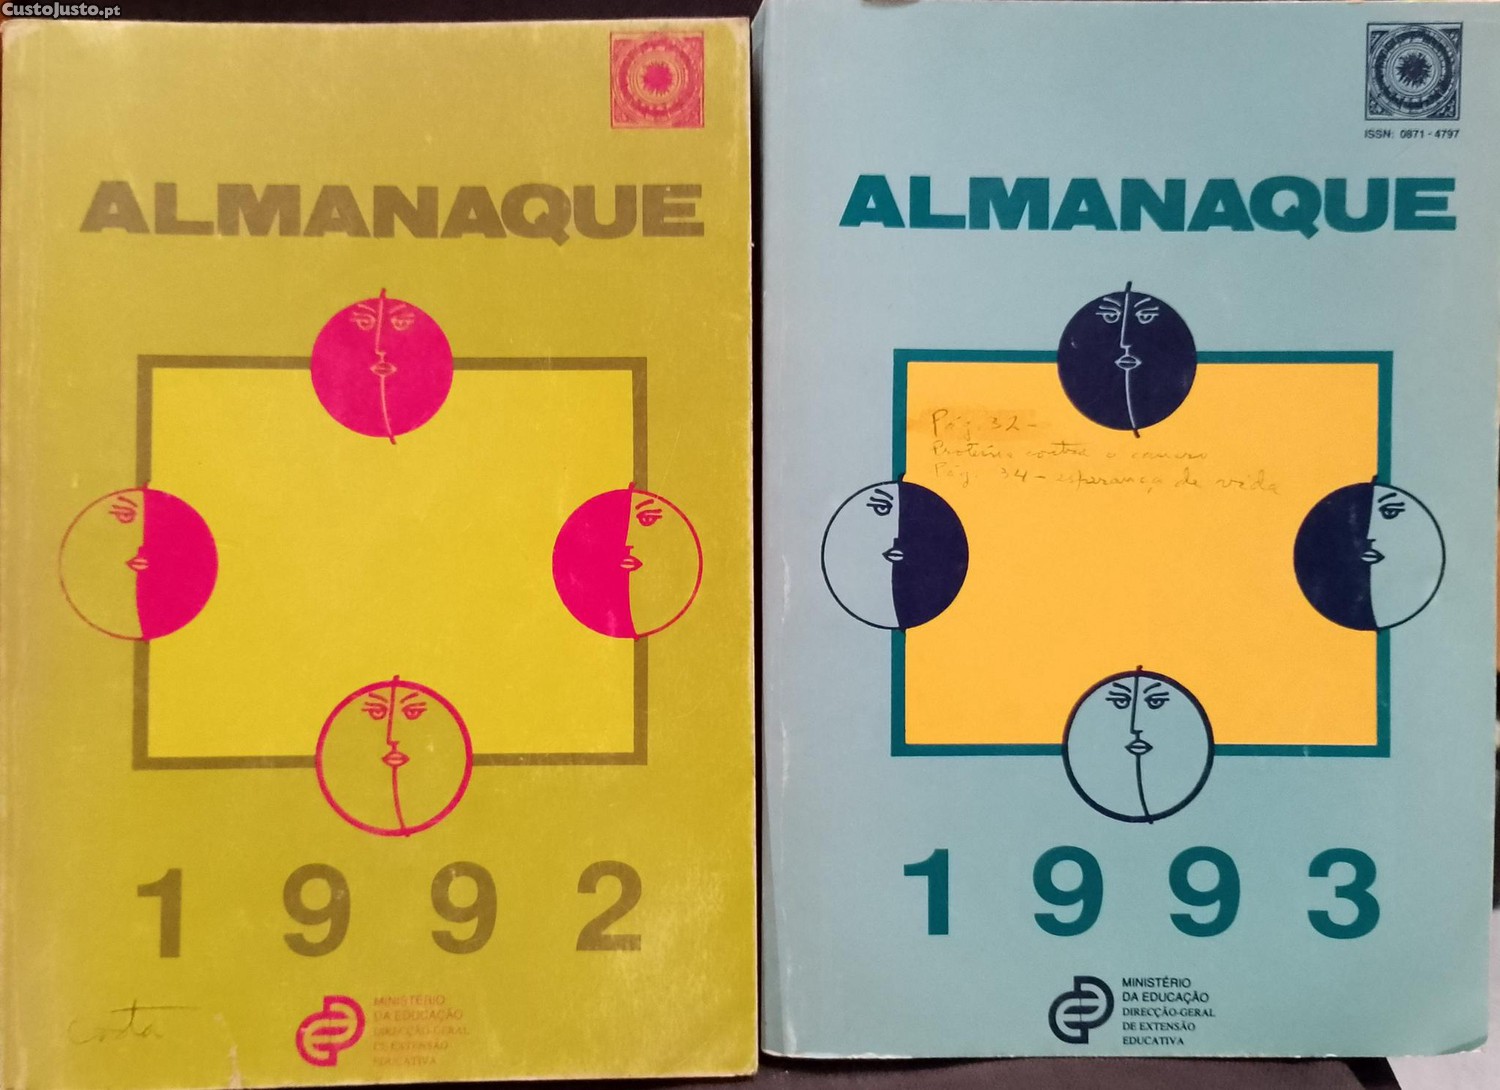 CustoJusto.pt
ALMANAQUE
1992
costa
MINISTÉRIO
DA EDUCAÇÃO
DIRECÇÃO-GERAL
DE EXTENSÃO
EDUCATIVA
ISSN: 0871-4797
ALMANAQUE
Pág. 32-
Proteína contra o cancro
Pág. 34 - esperança de vida
1993
MINISTÉRIO
DA EDUCAÇÃO
DIRECÇÃO-GERAL
DE EXTENSÃO
EDUCATIVA